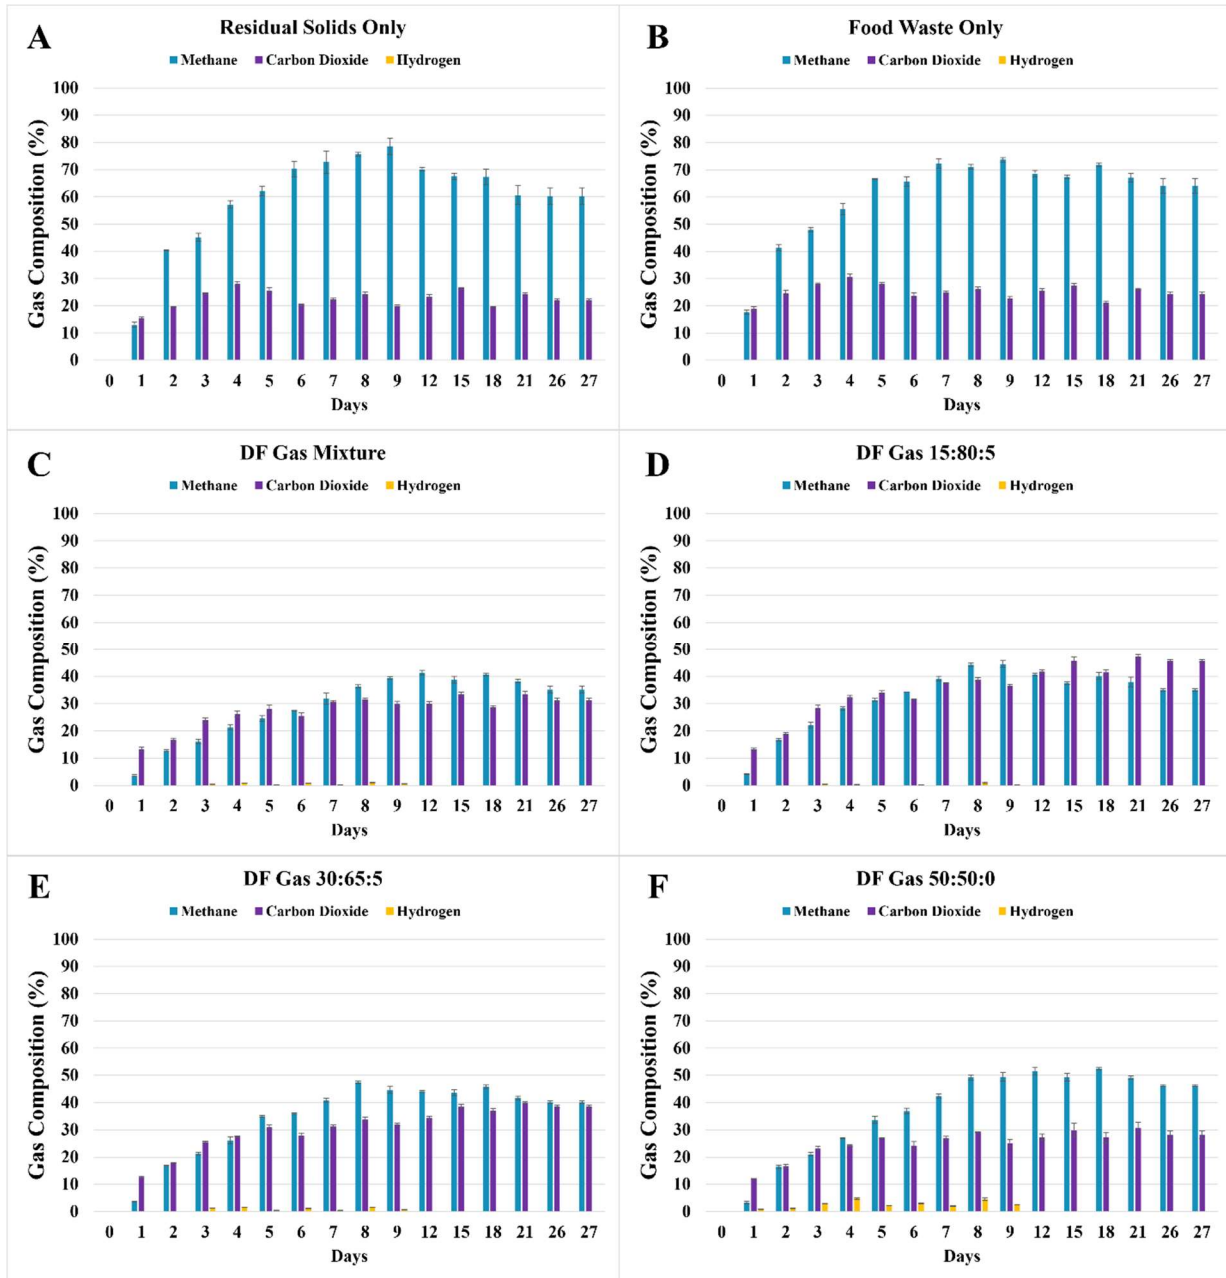 A
Residual Solids Only
Methane Carbon Dioxide Hydrogen
Gas Composition (%)
100
90
80
70
60
50
40
30
20
10
0
0 1 2 3 4 5 6 7 8 9 12 15 18 21 26 27
Days
B
Food Waste Only
Methane Carbon Dioxide Hydrogen
Gas Composition (%)
100
90
80
70
60
50
40
30
20
10
0
0 1 2 3 4 5 6 7 8 9 12 15 18 21 26 27
Days
C
DF Gas Mixture
Methane Carbon Dioxide Hydrogen
Gas Composition (%)
100
90
80
70
60
50
40
30
20
10
0
0 1 2 3 4 5 6 7 8 9 12 15 18 21 26 27
Days
D
DF Gas 15:80:5
Methane Carbon Dioxide Hydrogen
Gas Composition (%)
100
90
80
70
60
50
40
30
20
10
0
0 1 2 3 4 5 6 7 8 9 12 15 18 21 26 27
Days
E
DF Gas 30:65:5
Methane Carbon Dioxide Hydrogen
Gas Composition (%)
100
90
80
70
60
50
40
30
20
10
0
0 1 2 3 4 5 6 7 8 9 12 15 18 21 26 27
Days
F
DF Gas 50:50:0
Methane Carbon Dioxide Hydrogen
Gas Composition (%)
100
90
80
70
60
50
40
30
20
10
0
0 1 2 3 4 5 6 7 8 9 12 15 18 21 26 27
Days